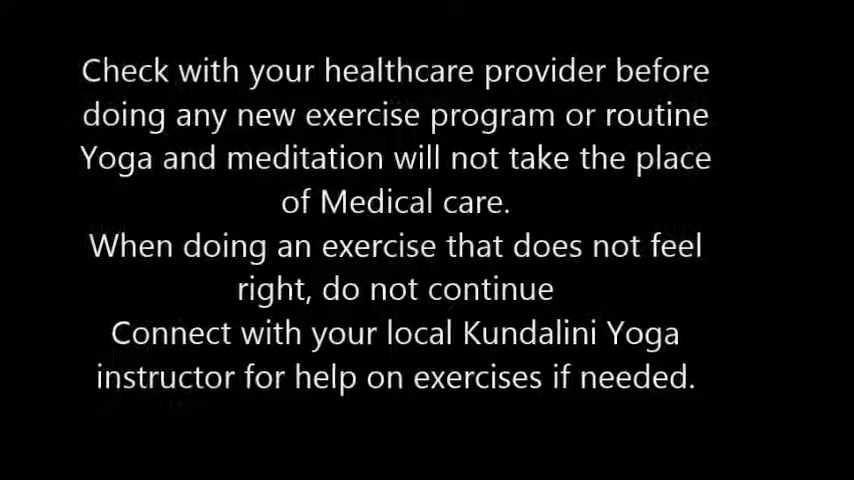 Check with your healthcare provider before
doing any new exercise program or routine
Yoga and meditation will not take the place
of Medical care.
When doing an exercise that does not feel
right, do not continue
Connect with your local Kundalini Yoga
instructor for help on exercises if needed.